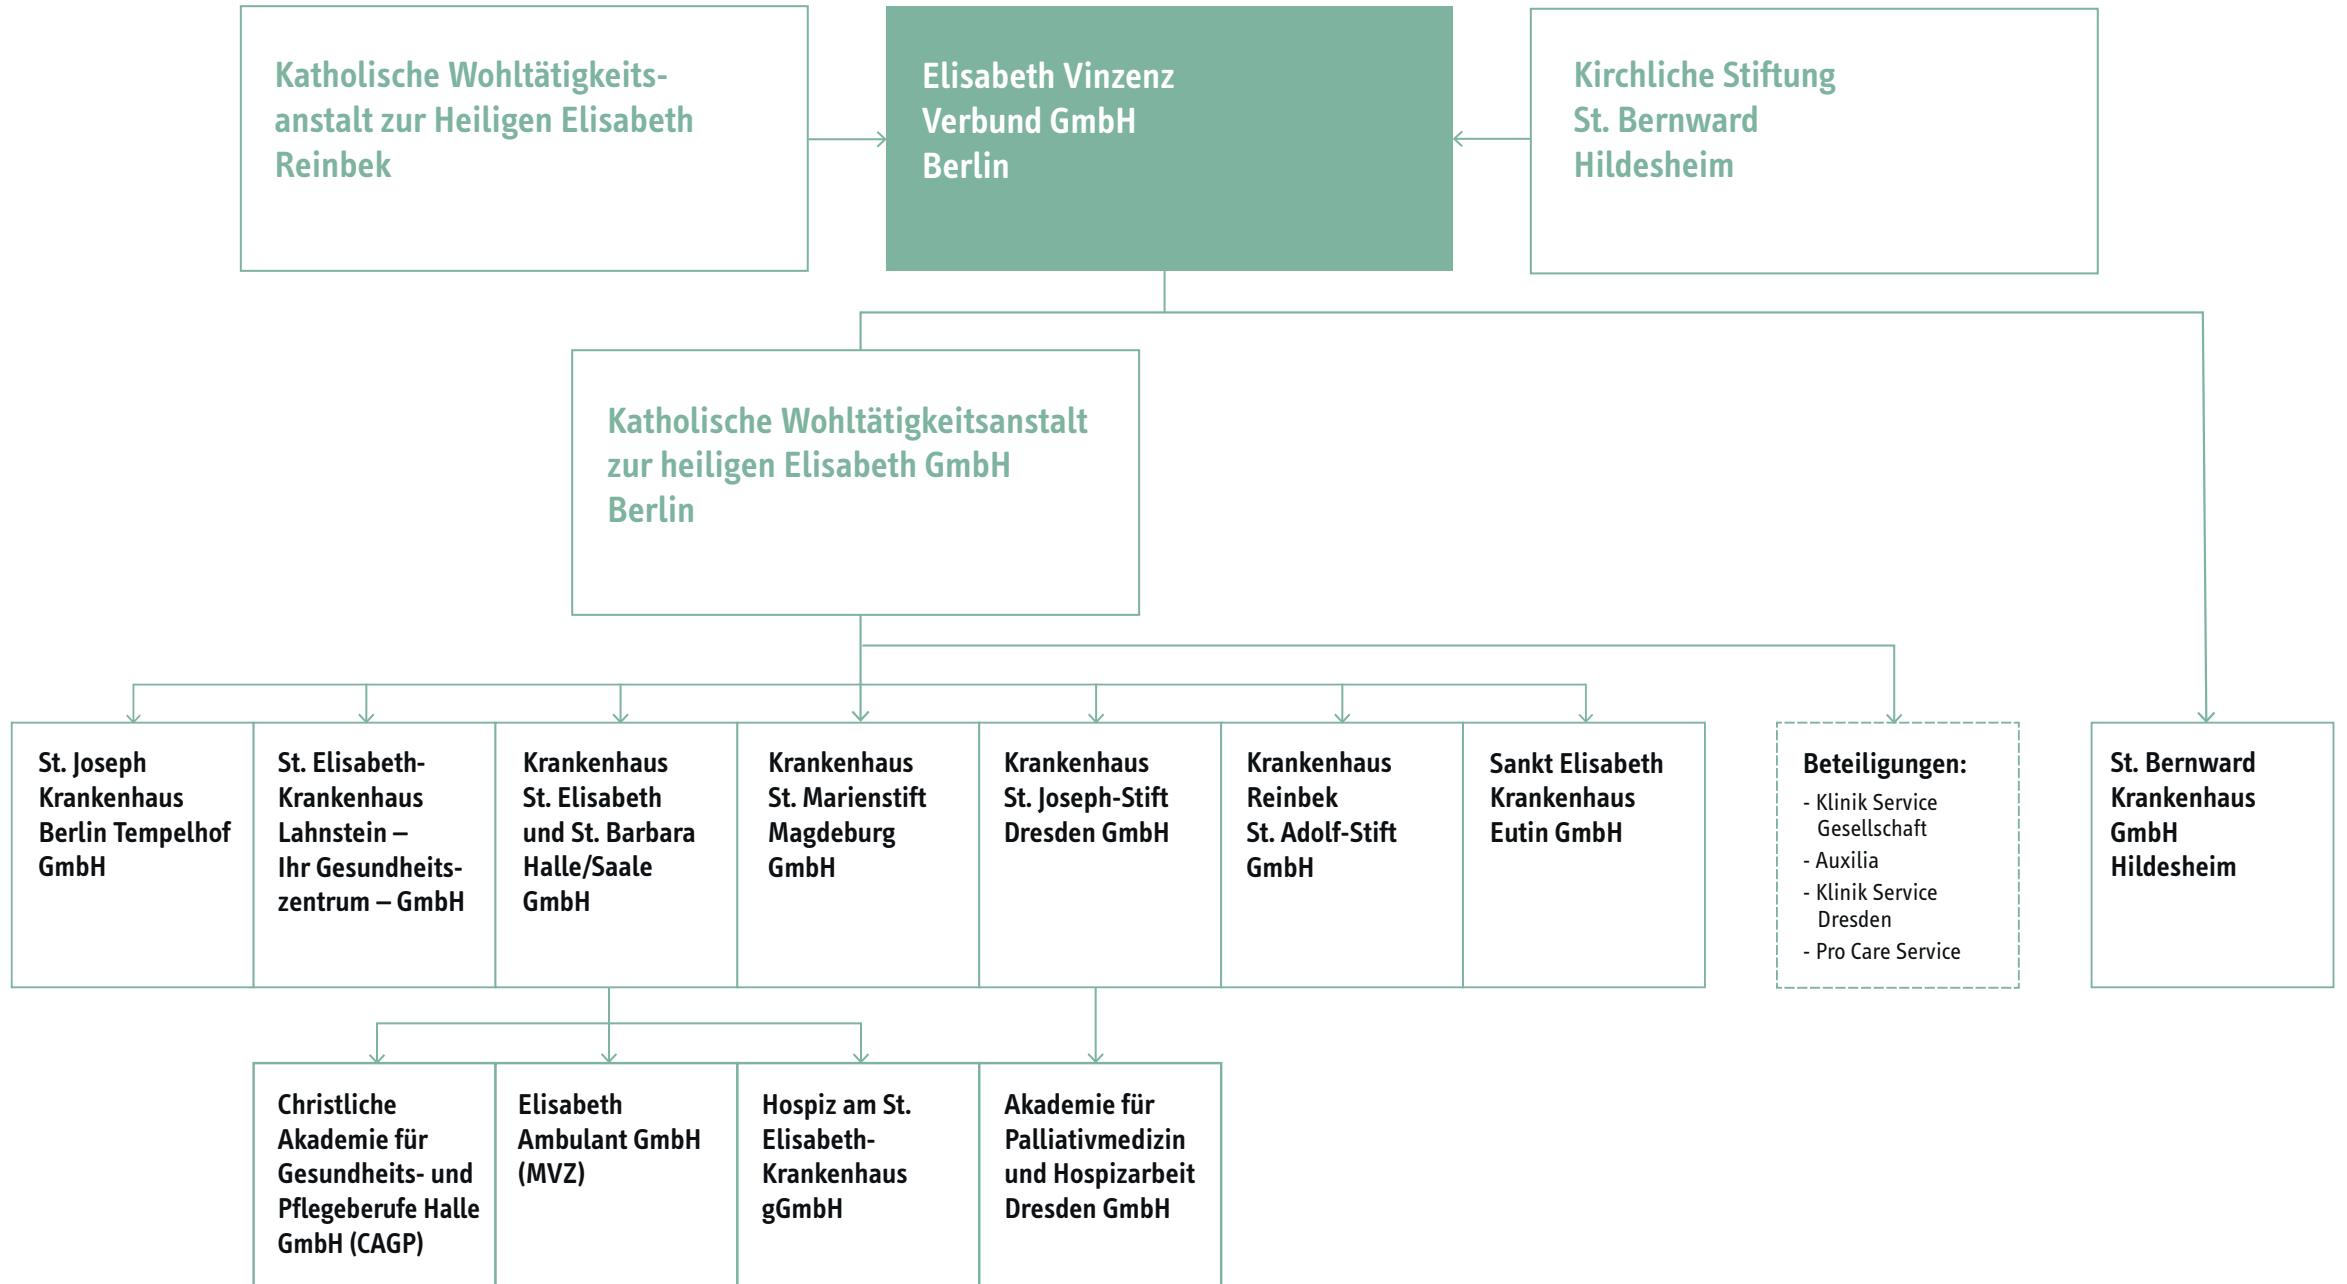 Katholische Wohltätigkeits-
anstalt zur Heiligen Elisabeth
Reinbek
Elisabeth Vinzenz
Verbund GmbH
Berlin
Kirchliche Stiftung
St. Bernward
Hildesheim
Katholische Wohltätigkeitsanstalt
zur heiligen Elisabeth GmbH
Berlin
St. Joseph
Krankenhaus
Berlin Tempelhof
GmbH
St. Elisabeth-
Krankenhaus
Lahnstein –
Ihr Gesundheits-
zentrum – GmbH
Krankenhaus
St. Elisabeth
und St. Barbara
Halle/Saale
GmbH
Krankenhaus
St. Marienstift
Magdeburg
GmbH
Krankenhaus
St. Joseph-Stift
Dresden GmbH
Krankenhaus
Reinbek
St. Adolf-Stift
GmbH
Sankt Elisabeth
Krankenhaus
Eutin GmbH
Beteiligungen:
- Klinik Service
Gesellschaft
- Auxilia
- Klinik Service
Dresden
- Pro Care Service
St. Bernward
Krankenhaus
GmbH
Hildesheim
Christliche
Akademie für
Gesundheits- und
Pflegeberufe Halle
GmbH (CAGP)
Elisabeth
Ambulant GmbH
(MVZ)
Hospiz am St.
Elisabeth-
Krankenhaus
gGmbH
Akademie für
Palliativmedizin
und Hospizarbeit
Dresden GmbH